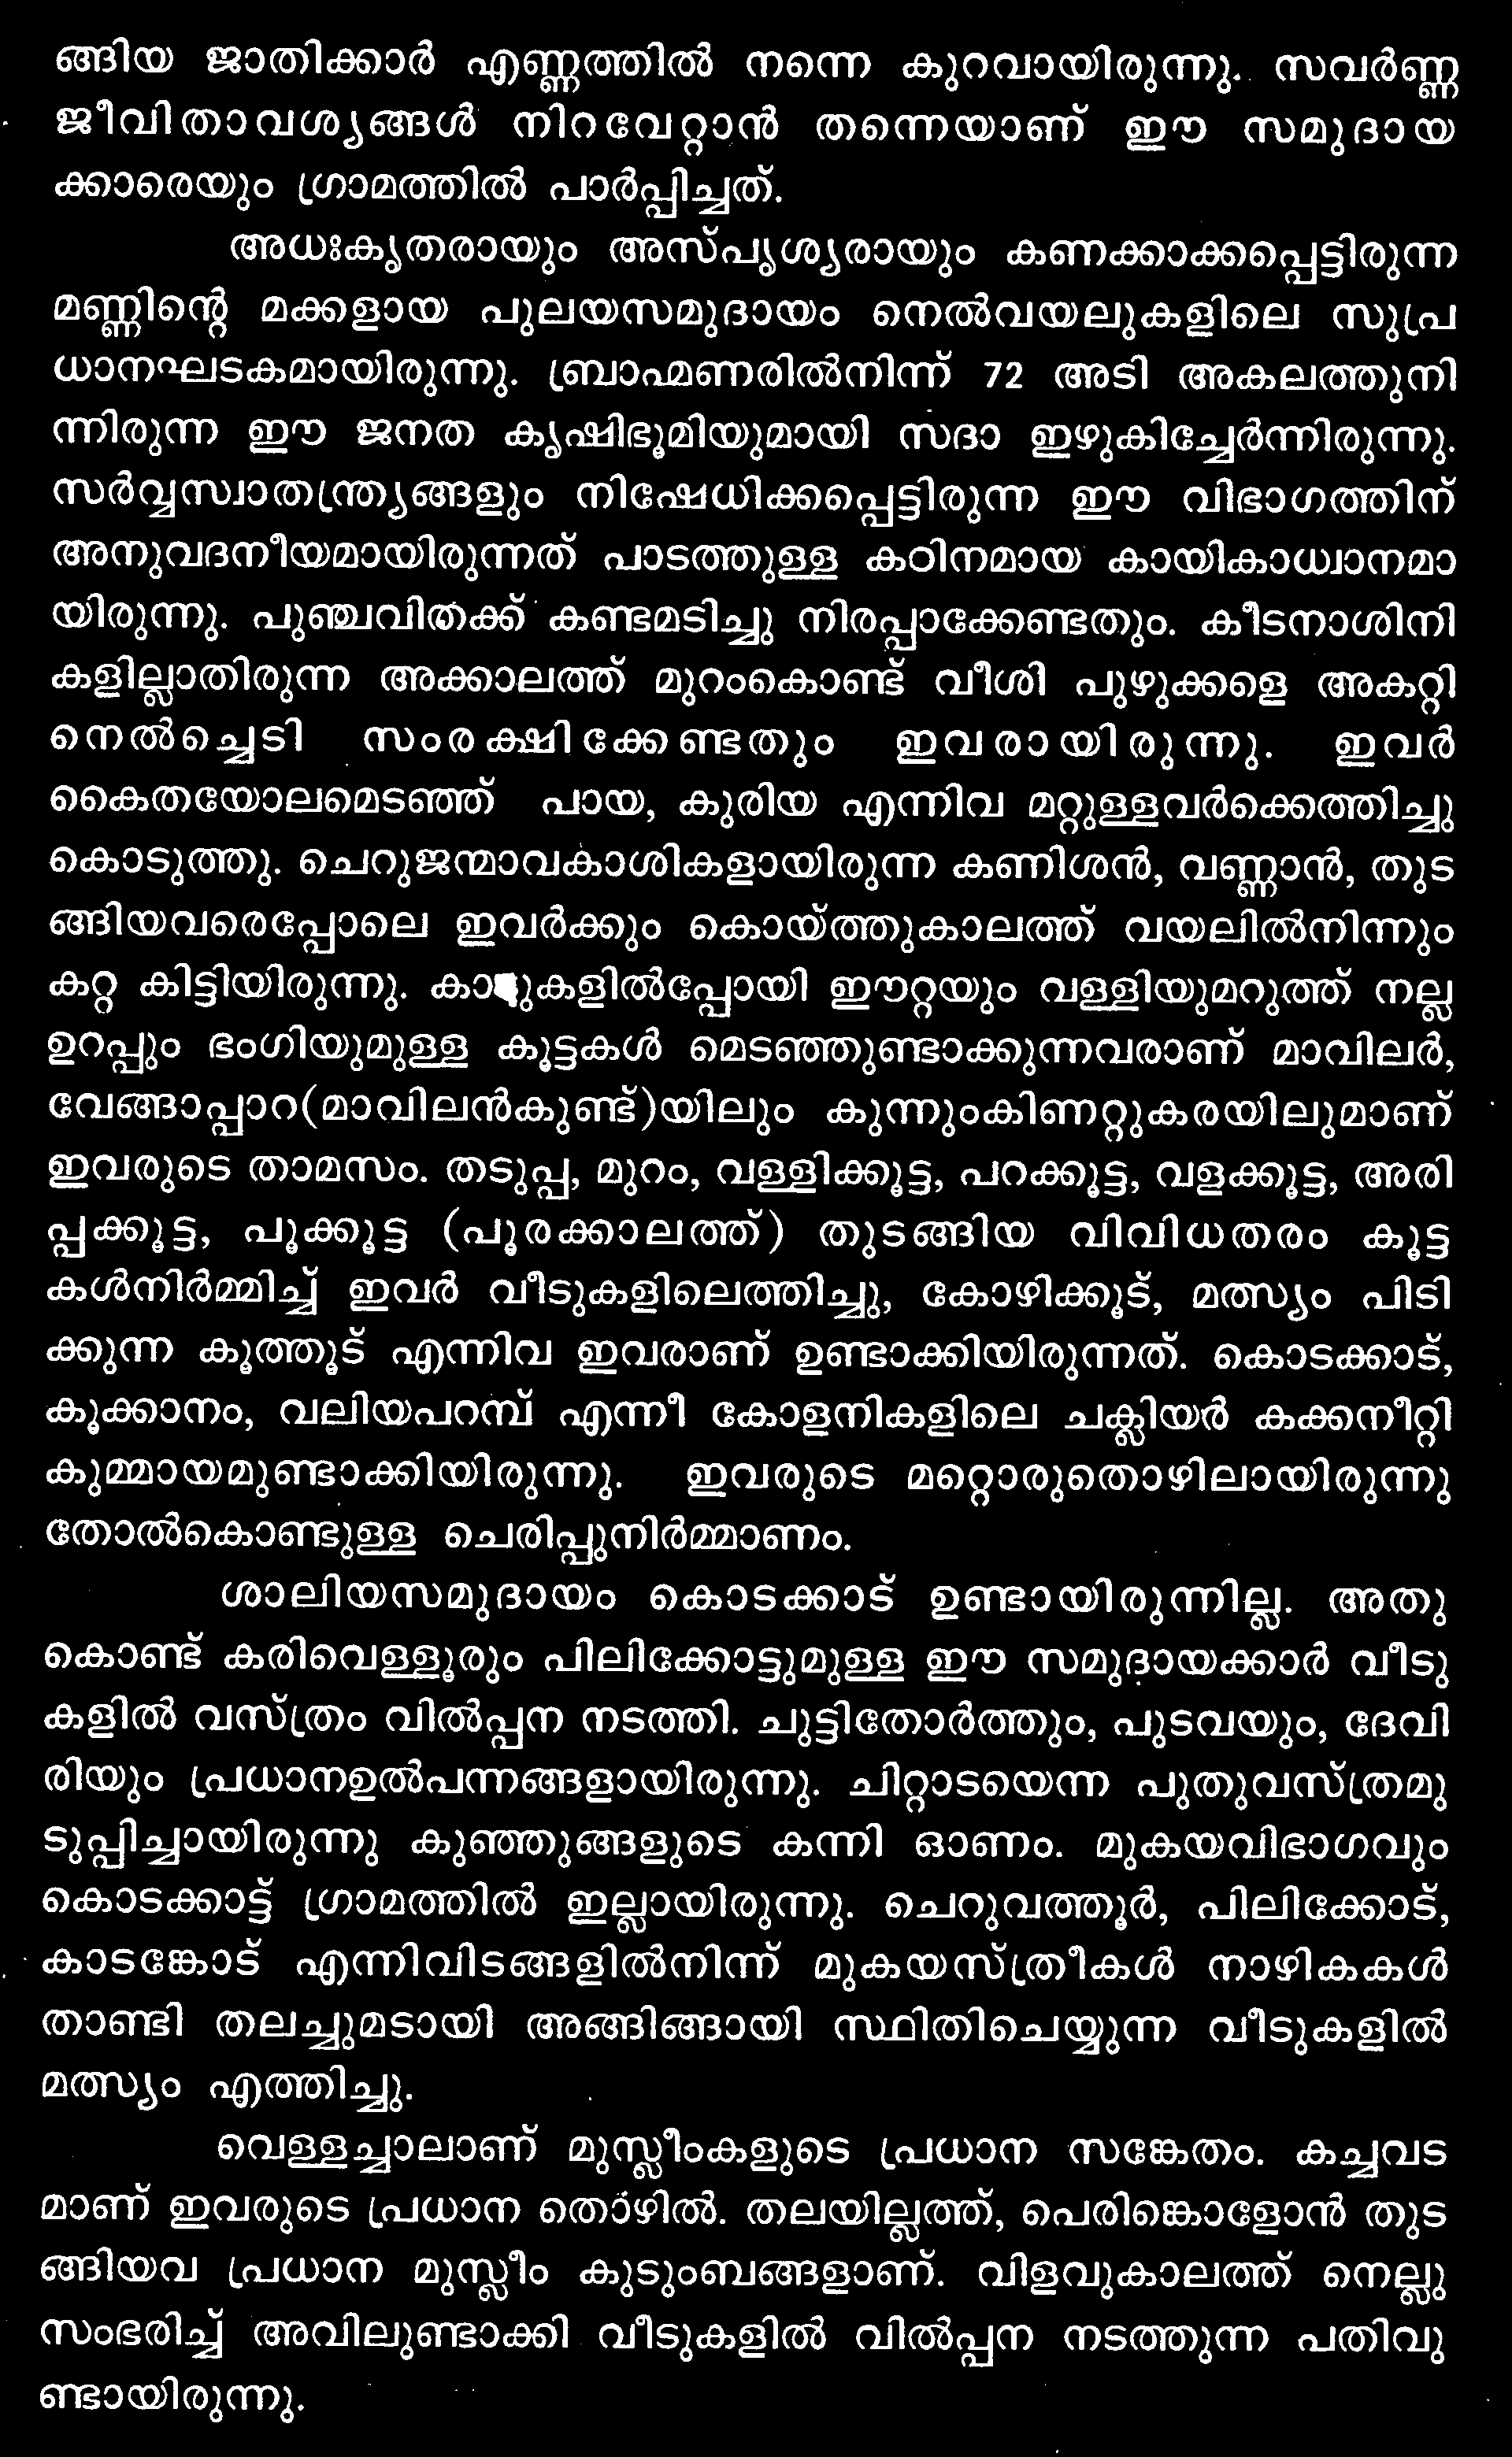 ങ്ങിയ ജാതിക്കാർ എണ്ണത്തിൽ നന്നെ കുറവായിരുന്നു. സവർണ്ണ
ജീവിതാവശ്യങ്ങൾ നിറവേറ്റാൻ തന്നെയാണ് ഈ സമുദായ
ക്കാരെയും ഗ്രാമത്തിൽ പാർപ്പിച്ചത്.
അധഃകൃതരായും അസ്പൃശ്യരായും കണക്കാക്കപ്പെട്ടിരുന്ന
മണ്ണിന്റെ മക്കളായ പുലയസമുദായം നെൽവയലുകളിലെ സുപ്ര
ധാനഘടകമായിരുന്നു. ബ്രാഹ്മണരിൽനിന്ന് 72 അടി അകലത്തുനി
ന്നിരുന്ന ഈ ജനത കൃഷിഭൂമിയുമായി സദാ ഇഴുകിച്ചേർന്നിരുന്നു.
സർവ്വസ്വാതന്ത്ര്യങ്ങളും നിഷേധിക്കപ്പെട്ടിരുന്ന ഈ വിഭാഗത്തിന്
അനുവദനീയമായിരുന്നത് പാടത്തുള്ള കഠിനമായ കായികാധ്വാനമാ
യിരുന്നു. പുഞ്ചവിതക്ക് കണ്ടമടിച്ചു നിരപ്പാക്കേണ്ടതും. കീടനാശിനി
കളില്ലാതിരുന്ന അക്കാലത്ത് മുറംകൊണ്ട് വീശി പുഴുക്കളെ അകറ്റി
നെൽച്ചെടി സംരക്ഷിക്കേണ്ടതും ഇവരായിരുന്നു. ഇവർ
കൈതയോലമെടഞ്ഞ് പായ, കുരിയ എന്നിവ മറ്റുള്ളവർക്കെത്തിച്ചു
കൊടുത്തു. ചെറുജന്മാവകാശികളായിരുന്ന കണിശൻ, വണ്ണാൻ, തുട
ങ്ങിയവരെപ്പോലെ ഇവർക്കും കൊയ്ത്തുകാലത്ത് വയലിൽനിന്നും
കറ്റ കിട്ടിയിരുന്നു. കാടുകളിൽപ്പോയി ഈറ്റയും വള്ളിയുമറുത്ത് നല്ല
ഉറപ്പും ഭംഗിയുമുള്ള കൂട്ടകൾ മെടഞ്ഞുണ്ടാക്കുന്നവരാണ് മാവിലർ,
വേങ്ങാപ്പാറ(മാവിലൻകുണ്ട്)യിലും കുന്നുംകിണറ്റുകരയിലുമാണ്
ഇവരുടെ താമസം. തടുപ്പ, മുറം, വള്ളിക്കൂട്ട, പറക്കൂട്ട, വളക്കൂട്ട, അരി
പ്പക്കൂട്ട, പൂക്കൂട്ട (പൂരക്കാലത്ത്) തുടങ്ങിയ വിവിധതരം കൂട്ട
കൾനിർമ്മിച്ച് ഇവർ വീടുകളിലെത്തിച്ചു, കോഴിക്കൂട്, മത്സ്യം പിടി
ക്കുന്ന കൂത്തൂട് എന്നിവ ഇവരാണ് ഉണ്ടാക്കിയിരുന്നത്. കൊടക്കാട്,
കൂക്കാനം, വലിയപറമ്പ് എന്നീ കോളനികളിലെ ചക്ലിയർ കക്കനീറ്റി
കുമ്മായമുണ്ടാക്കിയിരുന്നു. ഇവരുടെ മറ്റൊരുതൊഴിലായിരുന്നു
തോൽകൊണ്ടുള്ള ചെരിപ്പുനിർമ്മാണം.
ശാലിയസമുദായം കൊടക്കാട് ഉണ്ടായിരുന്നില്ല. അതു
കൊണ്ട് കരിവെള്ളൂരും പിലിക്കോട്ടുമുള്ള ഈ സമുദായക്കാർ വീടു
കളിൽ വസ്ത്രം വിൽപ്പന നടത്തി. ചുട്ടിതോർത്തും, പുടവയും, ദേവി
രിയും പ്രധാനഉൽപന്നങ്ങളായിരുന്നു. ചിറ്റാടയെന്ന പുതുവസ്ത്രമു
ടുപ്പിച്ചായിരുന്നു കുഞ്ഞുങ്ങളുടെ കന്നി ഓണം. മുകയവിഭാഗവും
കൊടക്കാട്ട് ഗ്രാമത്തിൽ ഇല്ലായിരുന്നു. ചെറുവത്തൂർ, പിലിക്കോട്,
കാടങ്കോട് എന്നിവിടങ്ങളിൽനിന്ന് മുകയസ്ത്രീകൾ നാഴികകൾ
താണ്ടി തലച്ചുമടായി അങ്ങിങ്ങായി സ്ഥിതിചെയ്യുന്ന വീടുകളിൽ
മത്സ്യം എത്തിച്ചു.
വെള്ളച്ചാലാണ് മുസ്ലീംകളുടെ പ്രധാന സങ്കേതം. കച്ചവട
മാണ് ഇവരുടെ പ്രധാന തൊഴിൽ. തലയില്ലത്ത്, പെരിങ്കൊളോൻ തുട
ങ്ങിയവ പ്രധാന മുസ്ലീം കുടുംബങ്ങളാണ്. വിളവുകാലത്ത് നെല്ലു
സംഭരിച്ച് അവിലുണ്ടാക്കി വീടുകളിൽ വിൽപ്പന നടത്തുന്ന പതിവു
ണ്ടായിരുന്നു.